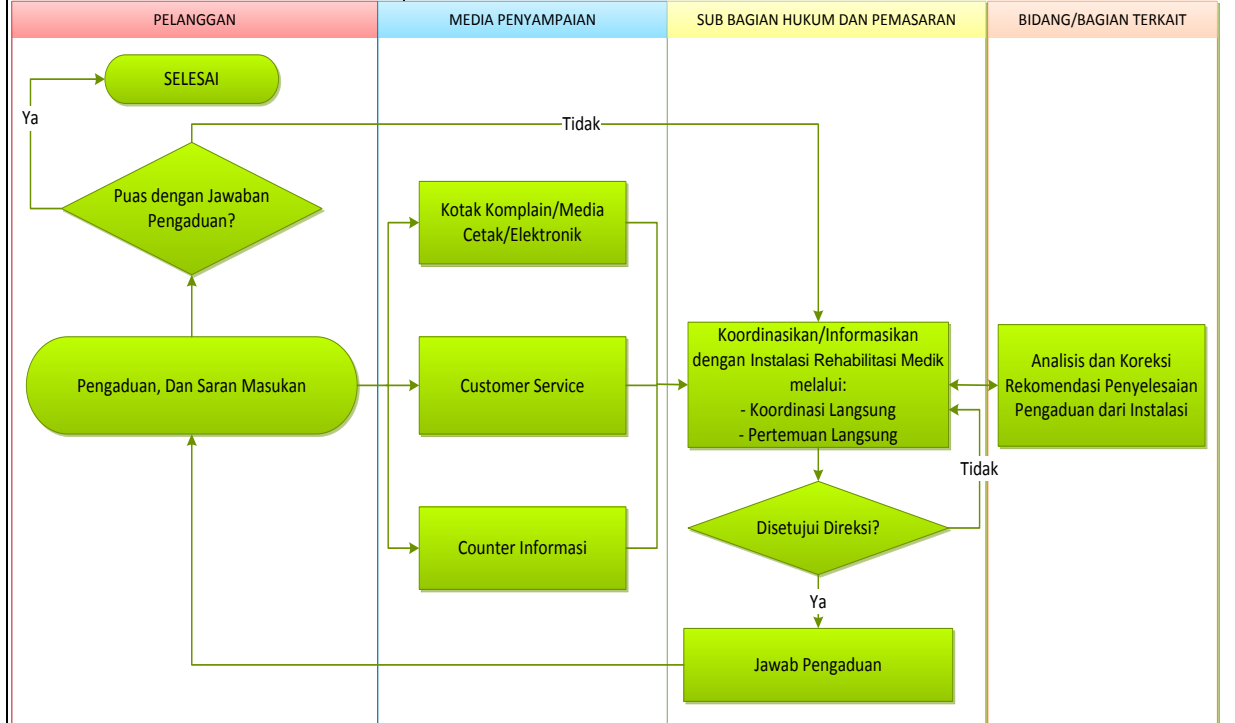 PELANGGAN
MEDIA PENYAMPAIAN
SUB BAGIAN HUKUM DAN PEMASARAN
BIDANG/BAGIAN TERKAIT
SELESAI
Ya
Tidak
Puas dengan Jawaban
Pengaduan?
Kotak Komplain/Media
Cetak/Elektronik
Pengaduan, Dan Saran Masukan
Customer Service
Counter Informasi
Koordinasikan/Informasikan
dengan Instalasi Rehabilitasi Medik
melalui:
- Koordinasi Langsung
- Pertemuan Langsung
Analisis dan Koreksi
Rekomendasi Penyelesaian
Pengaduan dari Instalasi
Tidak
Disetujui Direksi?
Ya
Jawab Pengaduan